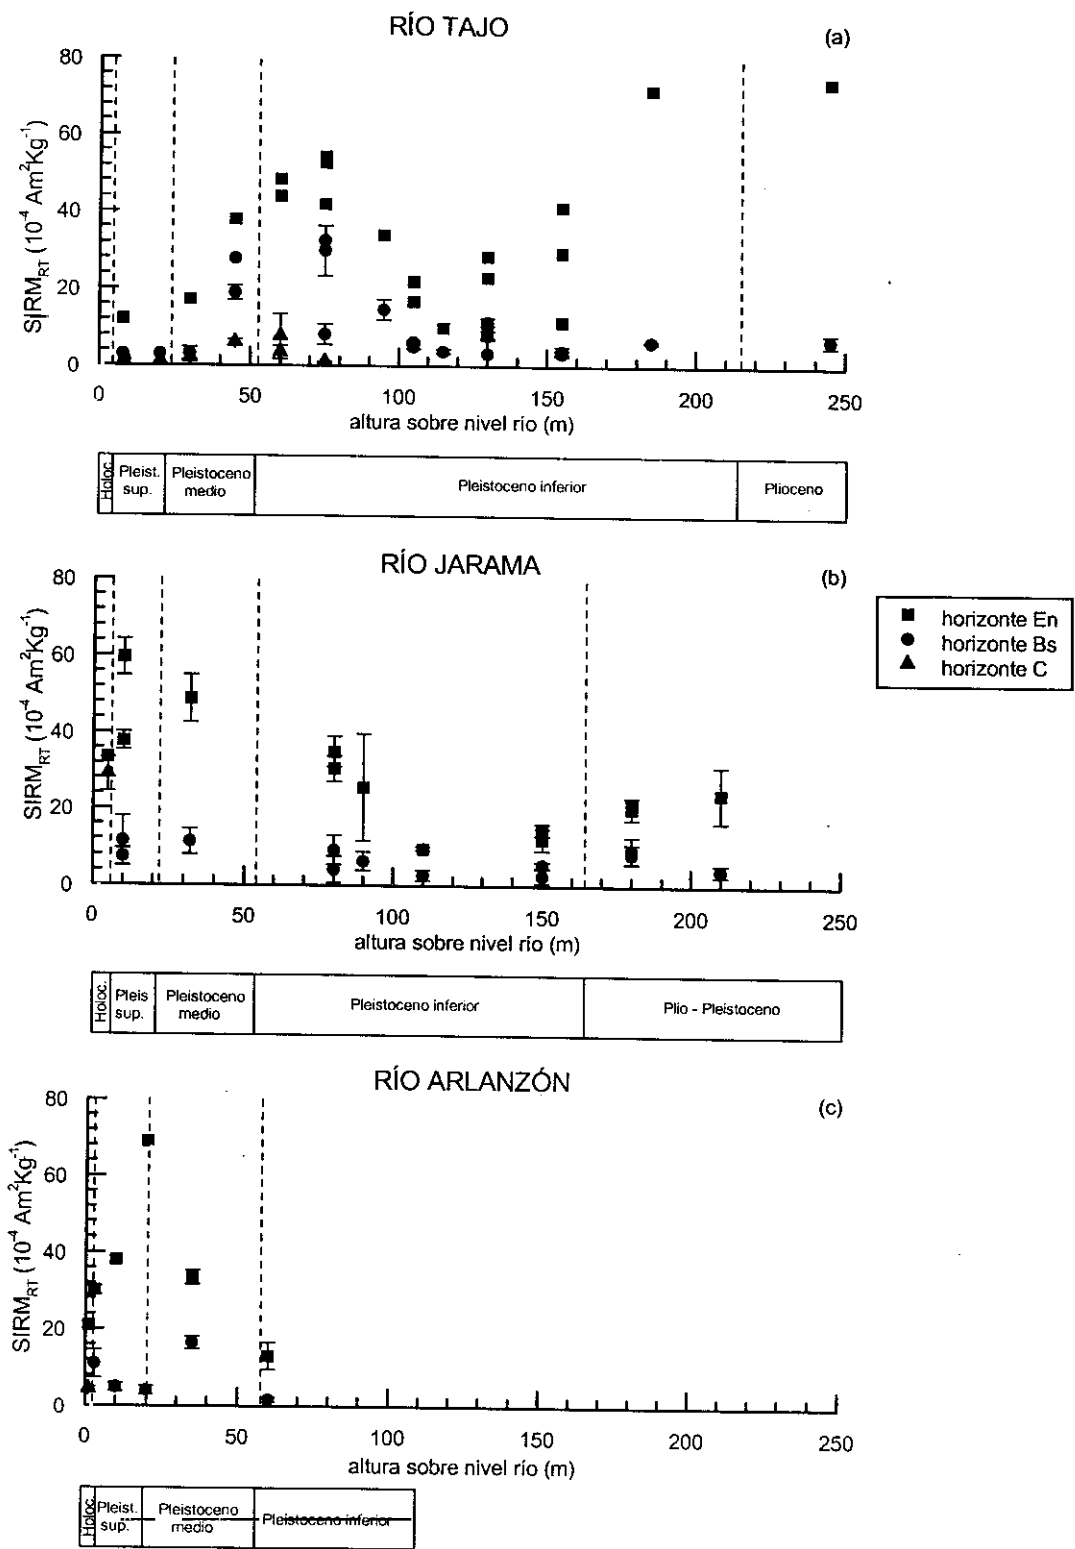 RÍO TAJO
(a)
80
60
40
20
0
SIRM_RT (10^-4 Am^2Kg^-1)
0 50 100 150 200 250
altura sobre nivel río (m)
Holoc.
Pleist. sup.
Pleistoceno medio
Pleistoceno inferior
Plioceno
RÍO JARAMA
(b)
80
60
40
20
0
SIRM_RT (10^-4 Am^2Kg^-1)
0 50 100 150 200 250
altura sobre nivel río (m)
horizonte En
horizonte Bs
horizonte C
Holoc.
Pleis sup.
Pleistoceno medio
Pleistoceno inferior
Plio - Pleistoceno
RÍO ARLANZÓN
(c)
80
60
40
20
0
SIRM_RT (10^-4 Am^2Kg^-1)
0 50 100 150 200 250
altura sobre nivel río (m)
Holoc.
Pleist. sup.
Pleistoceno medio
Pleistoceno inferior